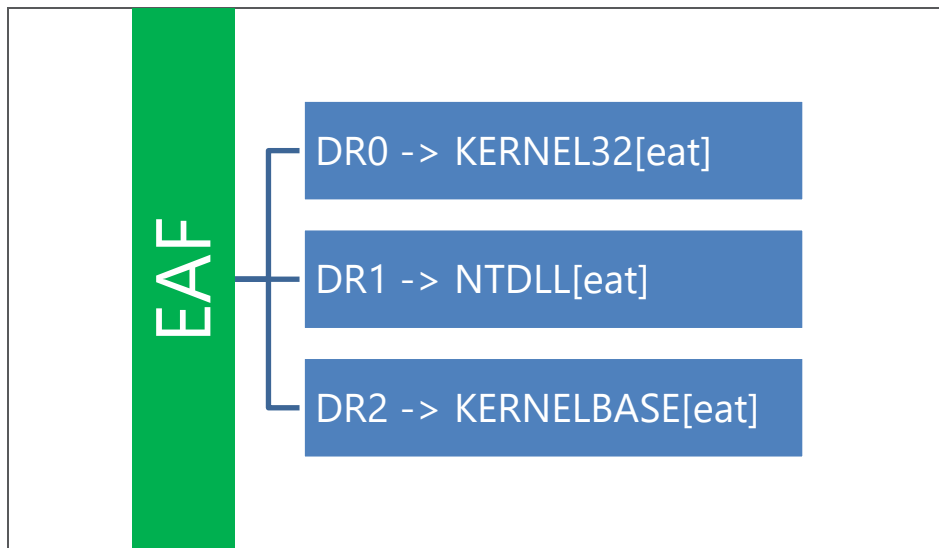 EAF
DR0 -> KERNEL32[eat]
DR1 -> NTDLL[eat]
DR2 -> KERNELBASE[eat]